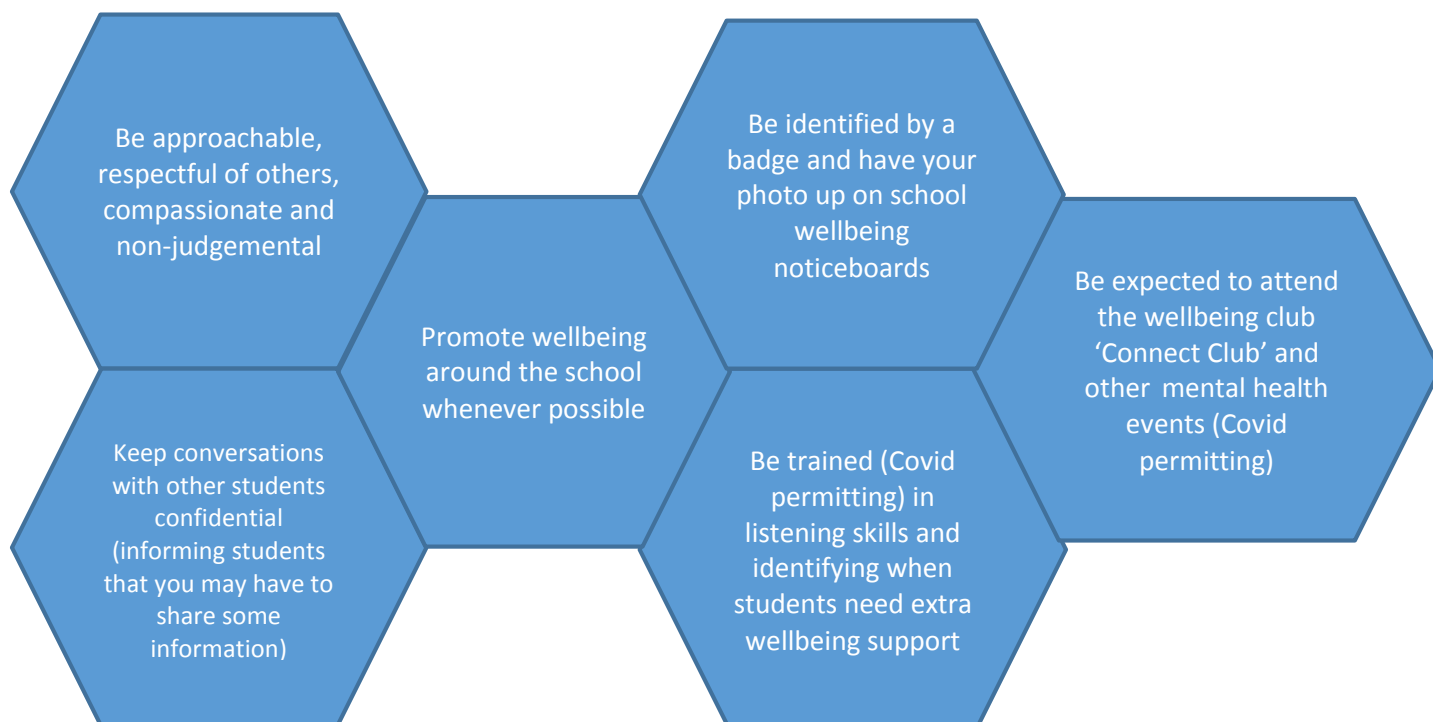 Be approachable,
respectful of others,
compassionate and
non-judgemental
Keep conversations
with other students
confidential
(informing students
that you may have to
share some
information)
Promote wellbeing
around the school
whenever possible
Be identified by a
badge and have your
photo up on school
wellbeing
noticeboards
Be trained (Covid
permitting) in
listening skills and
identifying when
students need extra
wellbeing support
Be expected to attend
the wellbeing club
‘Connect Club’ and
other mental health
events (Covid
permitting)